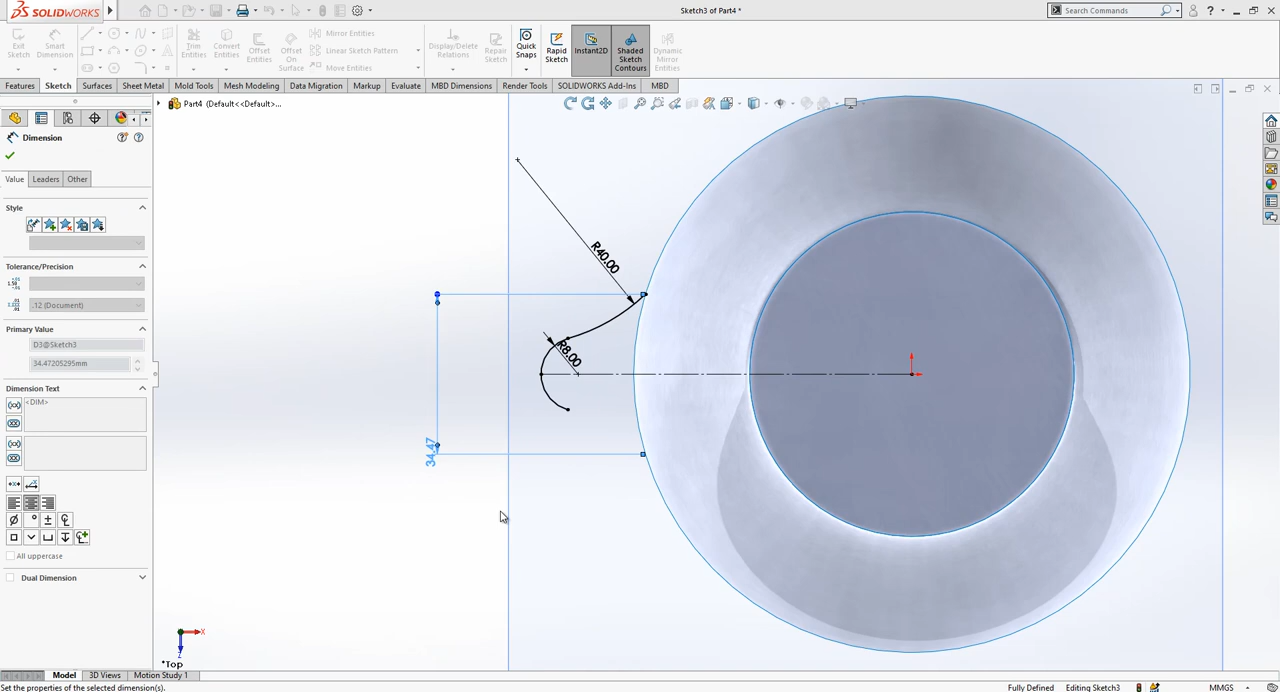 SOLIDWORKS
Sketch3 of Part4 *
Search Commands
Exit Sketch
Smart Dimension
Trim Entities
Convert Entities
Offset Entities
Offset On Surface
Mirror Entities
Linear Sketch Pattern
Move Entities
Display/Delete Relations
Repair Sketch
Quick Snaps
Rapid Sketch
Instant2D
Shaded Sketch Contours
Dynamic Mirror Entities
Features Sketch Surfaces Sheet Metal Mold Tools Mesh Modeling Data Migration Markup Evaluate MBD Dimensions Render Tools SOLIDWORKS Add-Ins MBD
Part4 (Default<<Default>...
Dimension
Value Leaders Other
Style
Tolerance/Precision
.12 (Document)
Primary Value
D3@Sketch3
34.47205295mm
Dimension Text
<DIM>
All uppercase
Dual Dimension
R40.00
R8.00
34.47
X
Z
*Top
Model 3D Views Motion Study 1
Set the properties of the selected dimension(s).
Fully Defined Editing Sketch3 MMGS